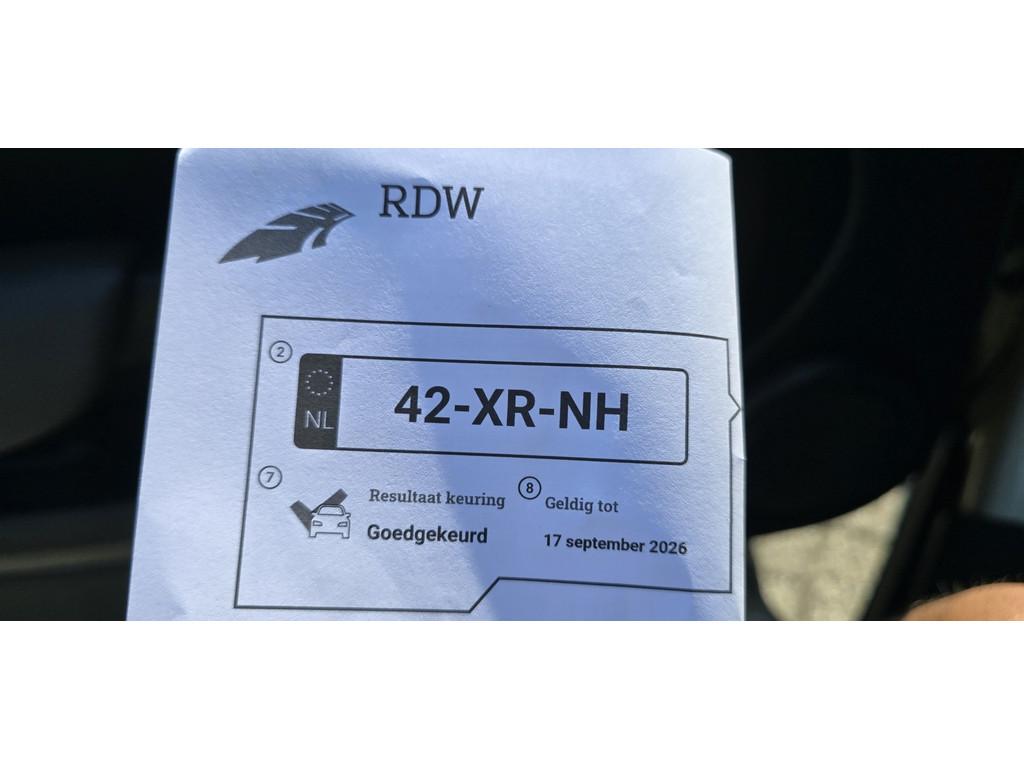 RDW
2
NL
42-XR-NH
7
Resultaat keuring
8
Geldig tot
Goedgekeurd
17 september 2026